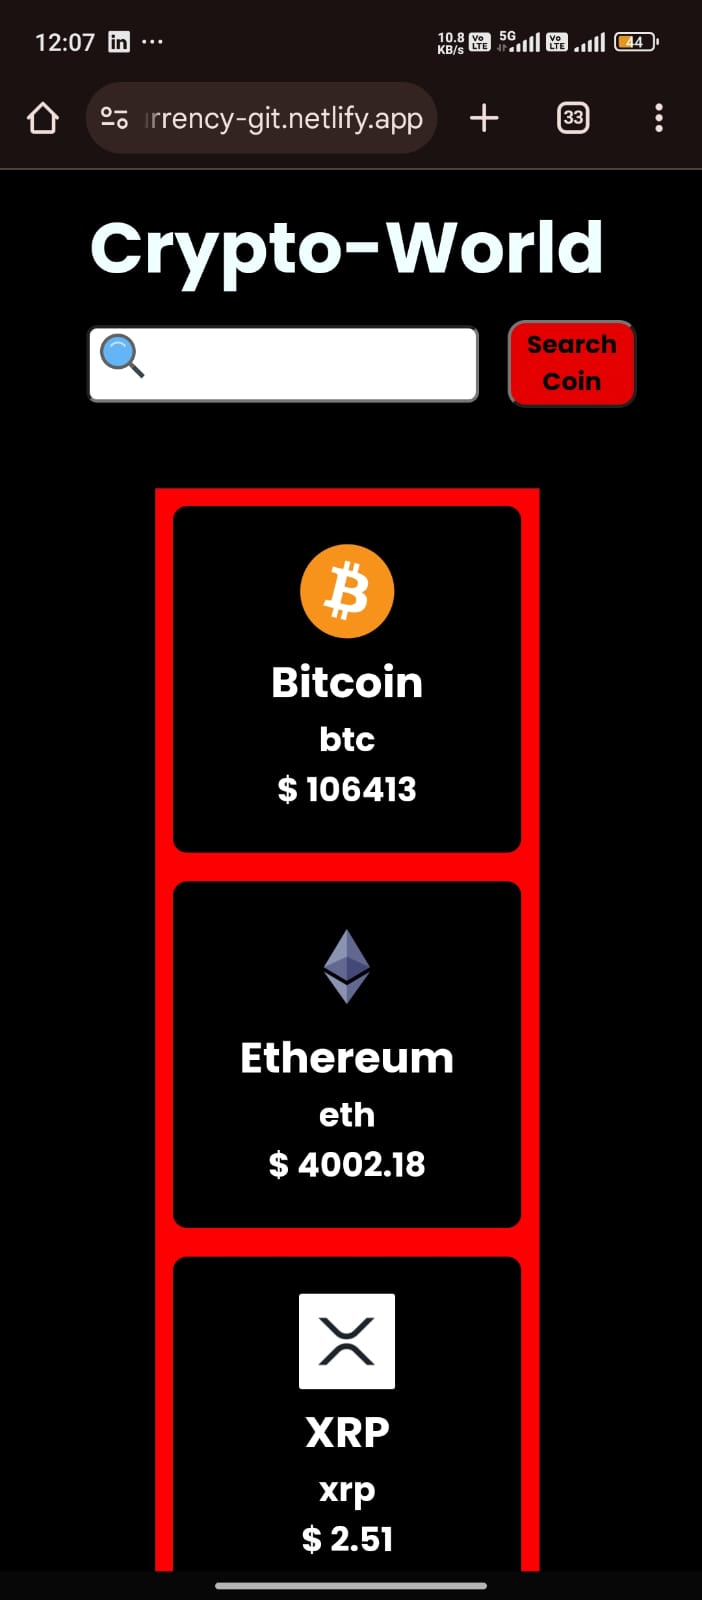 12:07 in ...
10.8 KB/s Vo LTE 5G Vo LTE 44
rrency-git.netlify.app
33
Crypto-World
Search
Coin
Bitcoin
btc
$ 106413
Ethereum
eth
$ 4002.18
XRP
xrp
$ 2.51